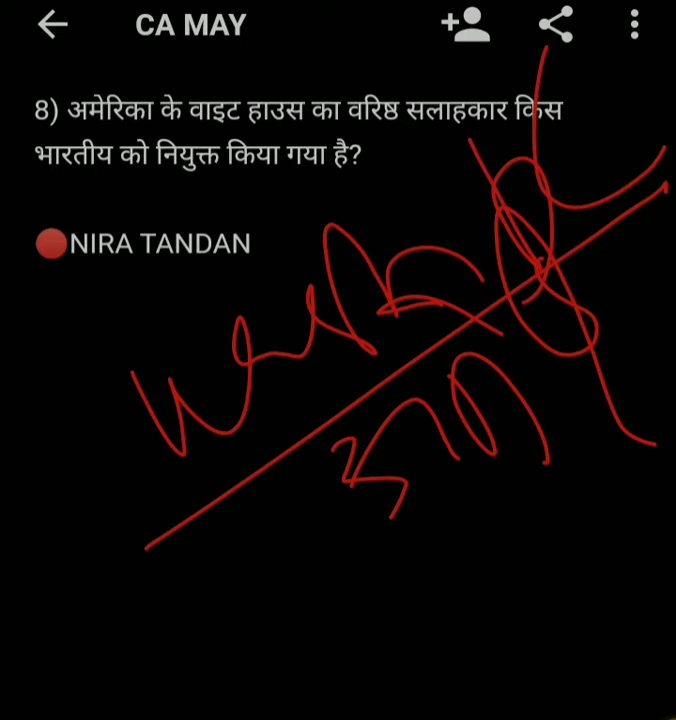 CA MAY
8) अमेरिका के वाइट हाउस का वरिष्ठ सलाहकार किस
भारतीय को नियुक्त किया गया है?
NIRA TANDAN